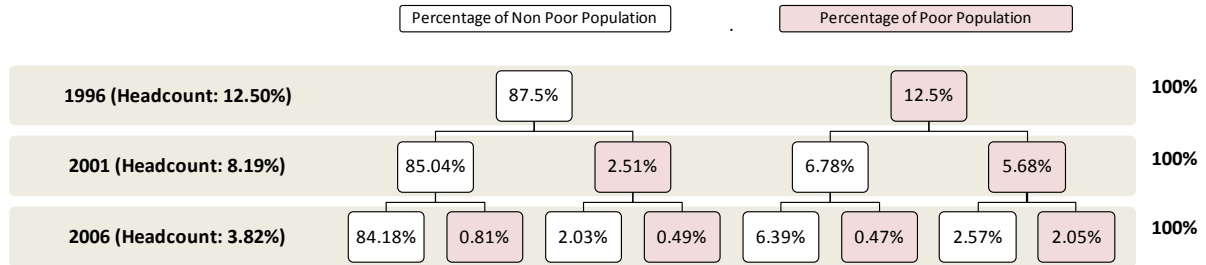 Percentage of Non Poor Population . Percentage of Poor Population
1996 (Headcount: 12.50%) 87.5% 12.5% 100%
2001 (Headcount: 8.19%) 85.04% 2.51% 6.78% 5.68% 100%
2006 (Headcount: 3.82%) 84.18% 0.81% 2.03% 0.49% 6.39% 0.47% 2.57% 2.05% 100%